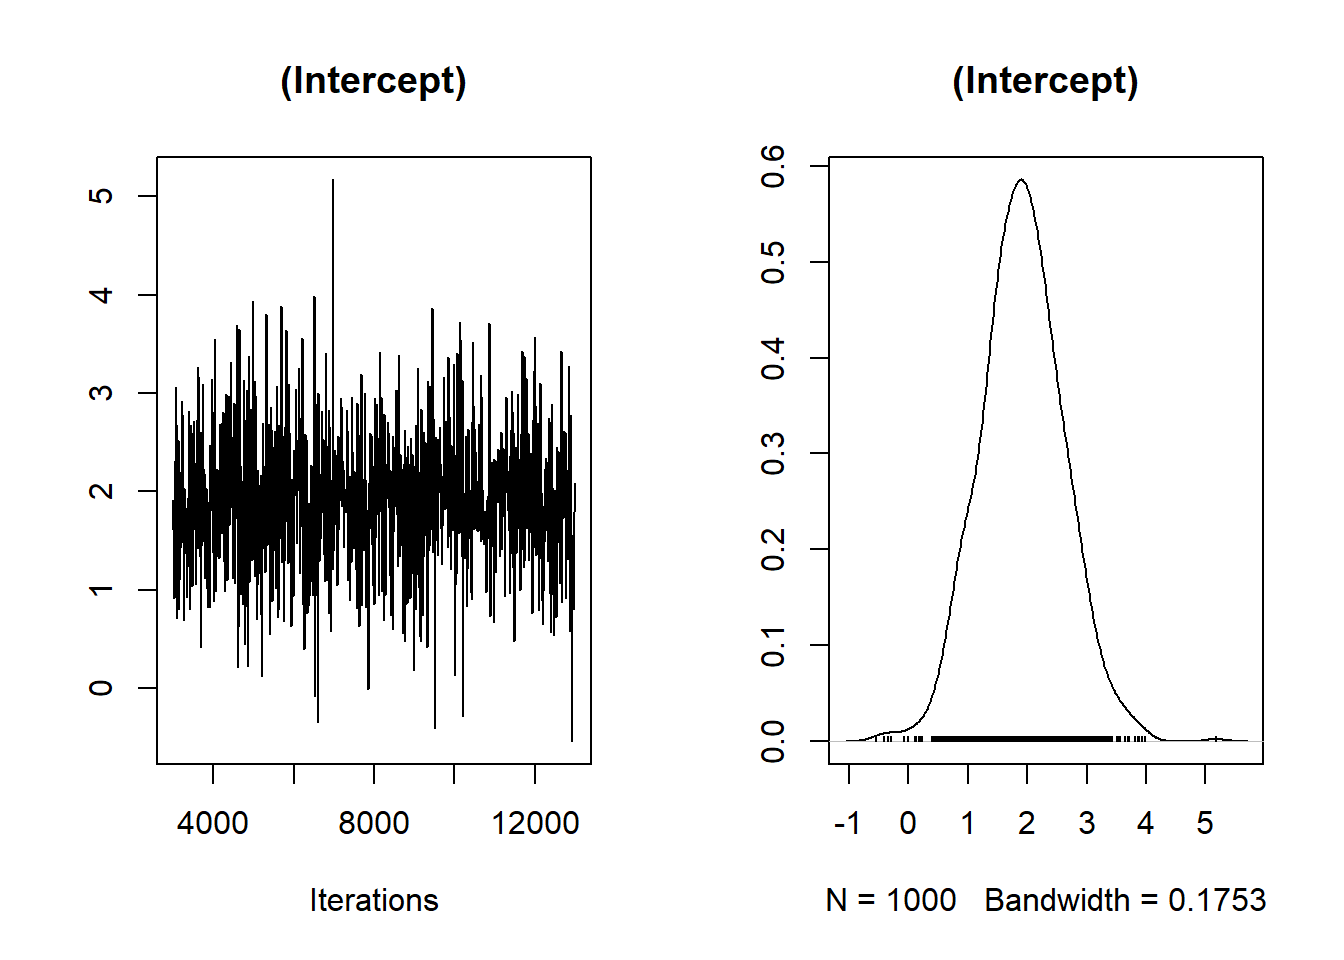 (Intercept)
5
4
3
2
1
0
4000 8000 12000
Iterations
(Intercept)
0.6
0.5
0.4
0.3
0.2
0.1
0.0
-1 0 1 2 3 4 5
N = 1000 Bandwidth = 0.1753